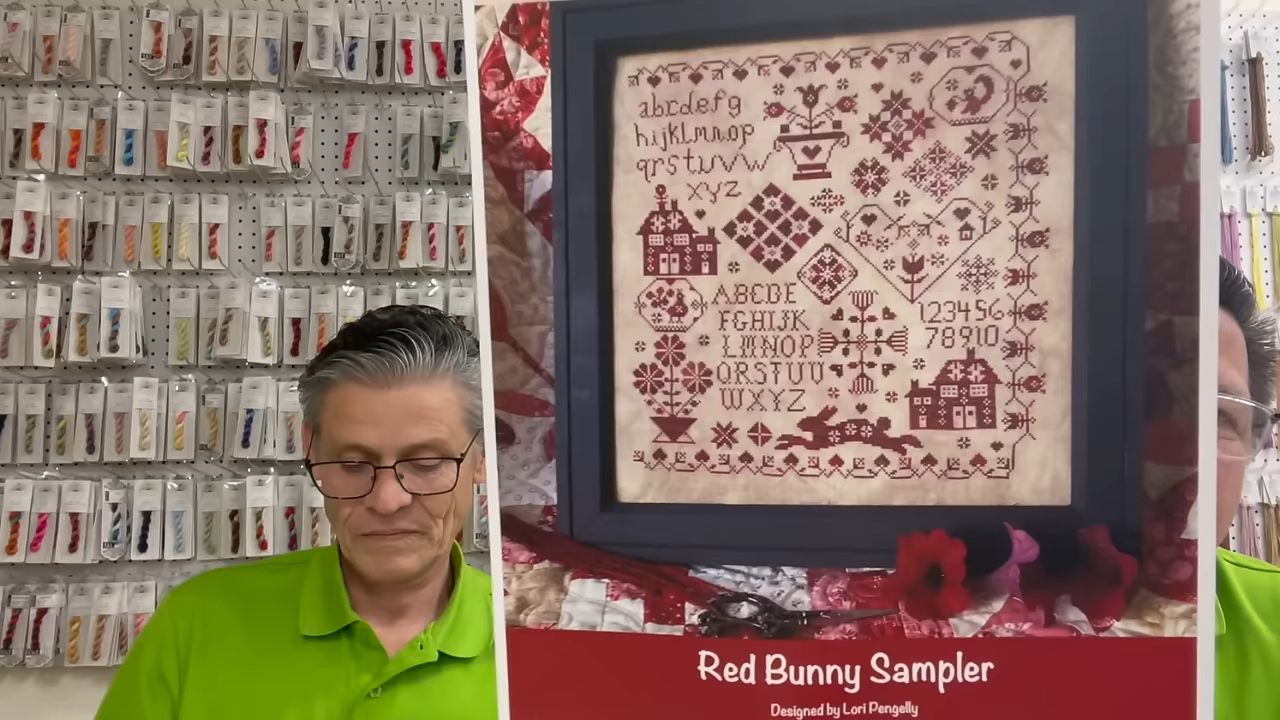 abcdefg
hijklmnop
qrstuvw
xyz
ABCDE
FGHIJK
LMNOP
QRSTUV
WXYZ
123456
78910
Red Bunny Sampler
Designed by Lori Pengelly